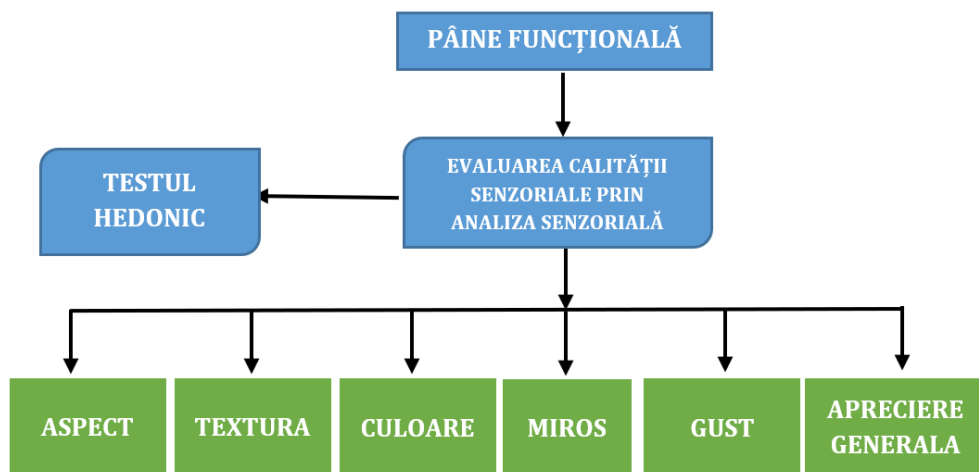 PÂINE FUNCȚIONALĂ
EVALUAREA CALITĂȚII
SENZORIALE PRIN
ANALIZA SENZORIALĂ
TESTUL
HEDONIC
ASPECT
TEXTURA
CULOARE
MIROS
GUST
APRECIERE
GENERALA